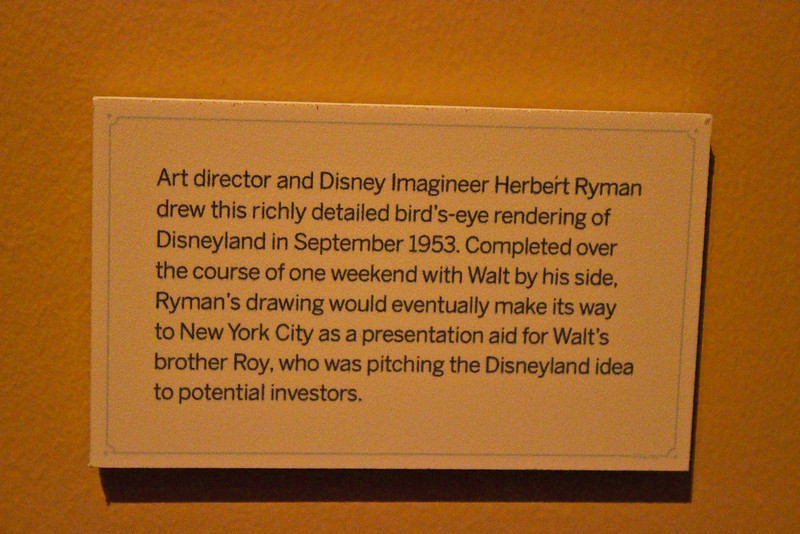 Art director and Disney Imagineer Herbert Ryman
drew this richly detailed bird's-eye rendering of
Disneyland in September 1953. Completed over
the course of one weekend with Walt by his side,
Ryman's drawing would eventually make its way
to New York City as a presentation aid for Walt's
brother Roy, who was pitching the Disneyland idea
to potential investors.